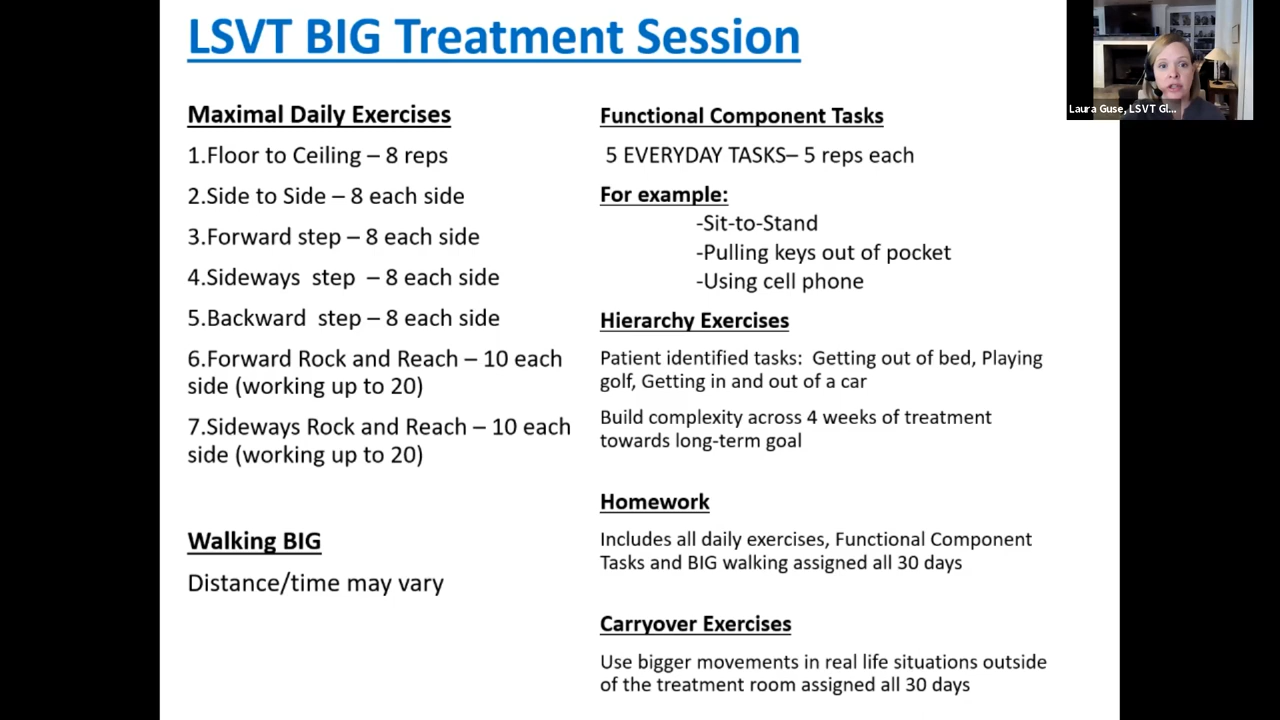 LSVT BIG Treatment Session
Maximal Daily Exercises
1.Floor to Ceiling – 8 reps
2.Side to Side – 8 each side
3.Forward step – 8 each side
4.Sideways  step  – 8 each side
5.Backward  step – 8 each side
6.Forward Rock and Reach – 10 each
side (working up to 20)
7.Sideways Rock and Reach – 10 each
side (working up to 20)
Walking BIG
Distance/time may vary
Functional Component Tasks
5 EVERYDAY TASKS– 5 reps each
For example:
-Sit-to-Stand
-Pulling keys out of pocket
-Using cell phone
Hierarchy Exercises
Patient identified tasks:  Getting out of bed, Playing
golf, Getting in and out of a car
Build complexity across 4 weeks of treatment
towards long-term goal
Homework
Includes all daily exercises, Functional Component
Tasks and BIG walking assigned all 30 days
Carryover Exercises
Use bigger movements in real life situations outside
of the treatment room assigned all 30 days
Laura Guse, LSVT Gl...